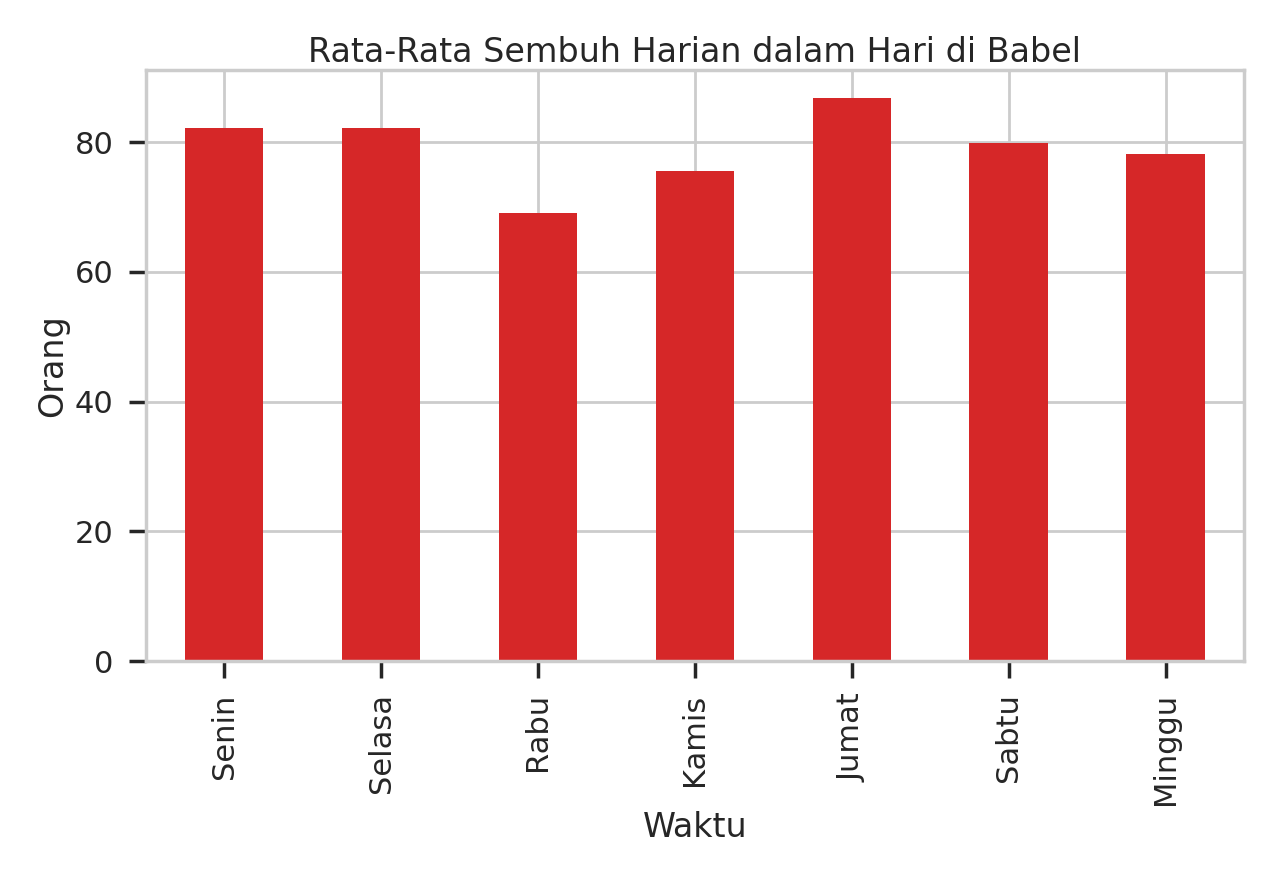 Rata-Rata Sembuh Harian dalam Hari di Babel
80
60
40
20
0
Orang
Senin
Selasa
Rabu
Kamis
Jumat
Sabtu
Minggu
Waktu